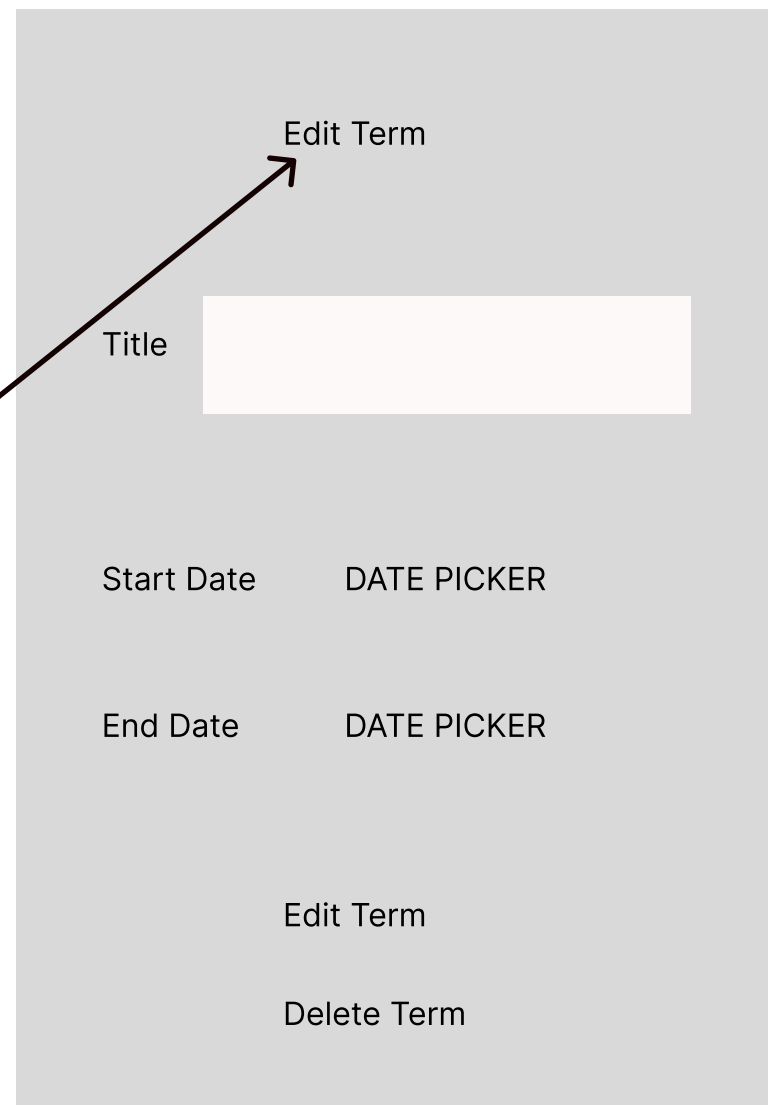 Edit Term
Title
Start Date DATE PICKER
End Date DATE PICKER
Edit Term
Delete Term